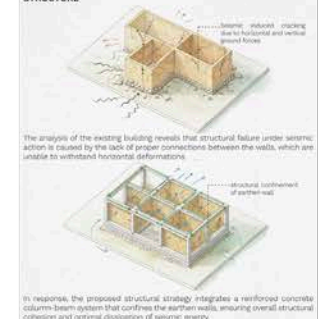 STRUCTURE
seismic induced cracking
due to horizontal and vertical
ground forces
The analysis of the existing building reveals that structural failure under seismic
action is caused by the lack of proper connections between the walls, which are
unable to withstand horizontal deformations.
structural confinement
of earthen wall
In response, the proposed structural strategy integrates a reinforced concrete
column-beam system that confines the earthen walls, ensuring overall structural
cohesion and optimal dissipation of seismic energy.